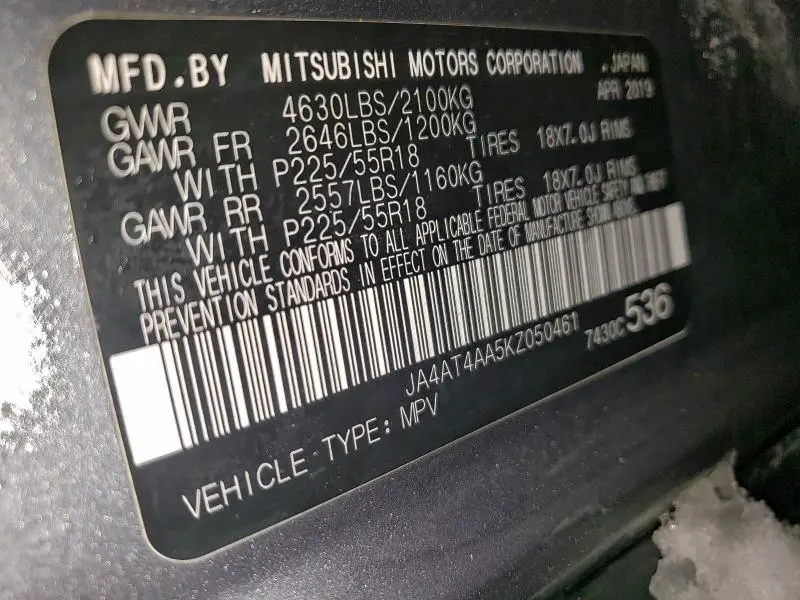 MFD.BY MITSUBISHI MOTORS CORPORATION ,JAPAN
APR 2019
GVWR 4630LBS/2100KG
GAWR FR 2646LBS/1200KG
WITH P225/55R18 TIRES 18X7.0J RIMS
GAWR RR 2557LBS/1160KG
WITH P225/55R18 TIRES 18X7.0J RIMS
THIS VEHICLE CONFORMS TO ALL APPLICABLE FEDERAL MOTOR VEHICLE SAFETY AND THEFT
PREVENTION STANDARDS IN EFFECT ON THE DATE OF MANUFACTURE SHOWN ABOVE.
JA4AT4AA5KZ050461 7430C 536
VEHICLE TYPE: MPV